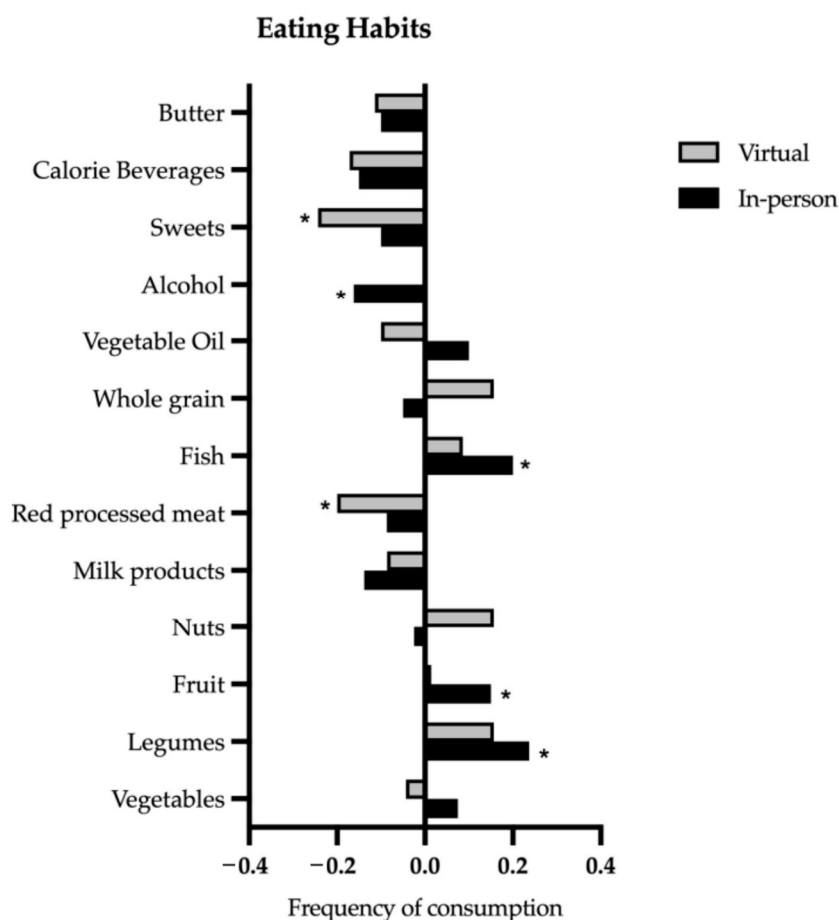 Eating Habits
Butter
Calorie Beverages
Sweets
Alcohol
Vegetable Oil
Whole grain
Fish
Red processed meat
Milk products
Nuts
Fruit
Legumes
Vegetables
Virtual
In-person
*
*
*
*
*
*
−0.4 −0.2 0.0 0.2 0.4
Frequency of consumption